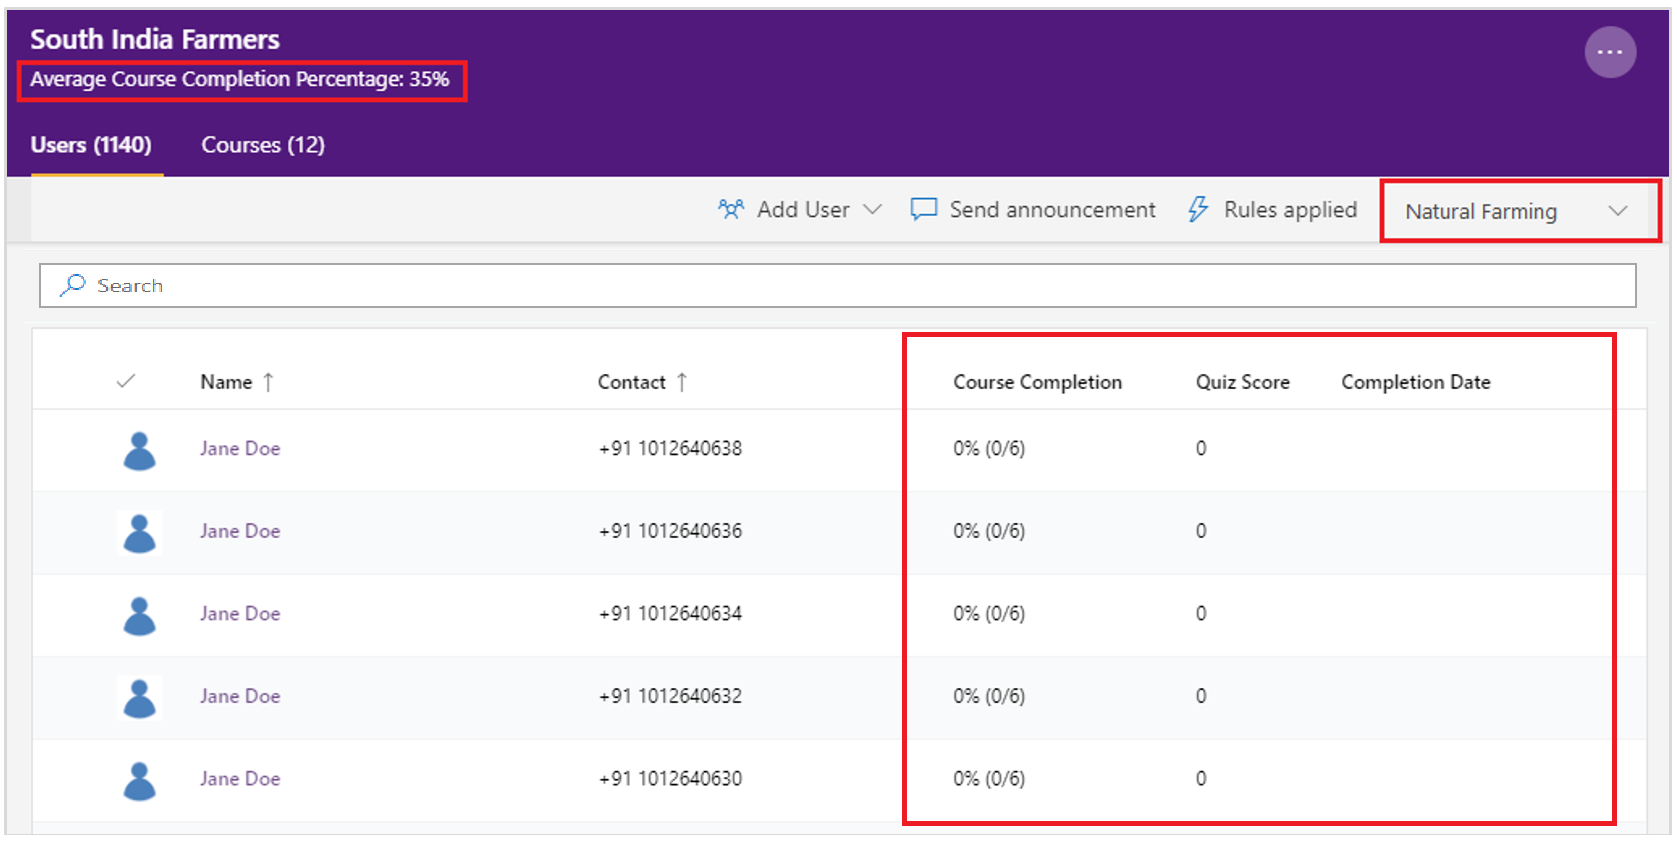 South India Farmers
Average Course Completion Percentage: 35%
Users (1140) Courses (12)
Add User Send announcement Rules applied Natural Farming
Search
Name ↑ Contact ↑ Course Completion Quiz Score Completion Date
Jane Doe +91 1012640638 0% (0/6) 0
Jane Doe +91 1012640636 0% (0/6) 0
Jane Doe +91 1012640634 0% (0/6) 0
Jane Doe +91 1012640632 0% (0/6) 0
Jane Doe +91 1012640630 0% (0/6) 0